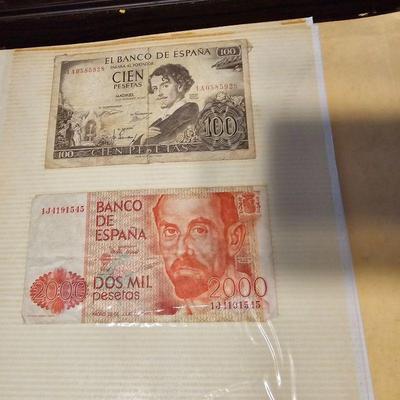 EL BANCO DE ESPAÑA
100
PAGARÁ AL PORTADOR
1A0585928
1A0585928
CIEN
PESETAS
MADRID
100
100
CIEN PESETAS
1J4191545
BANCO
DE
ESPAÑA
DOS MIL
pesetas
2000
2000
1J4191545